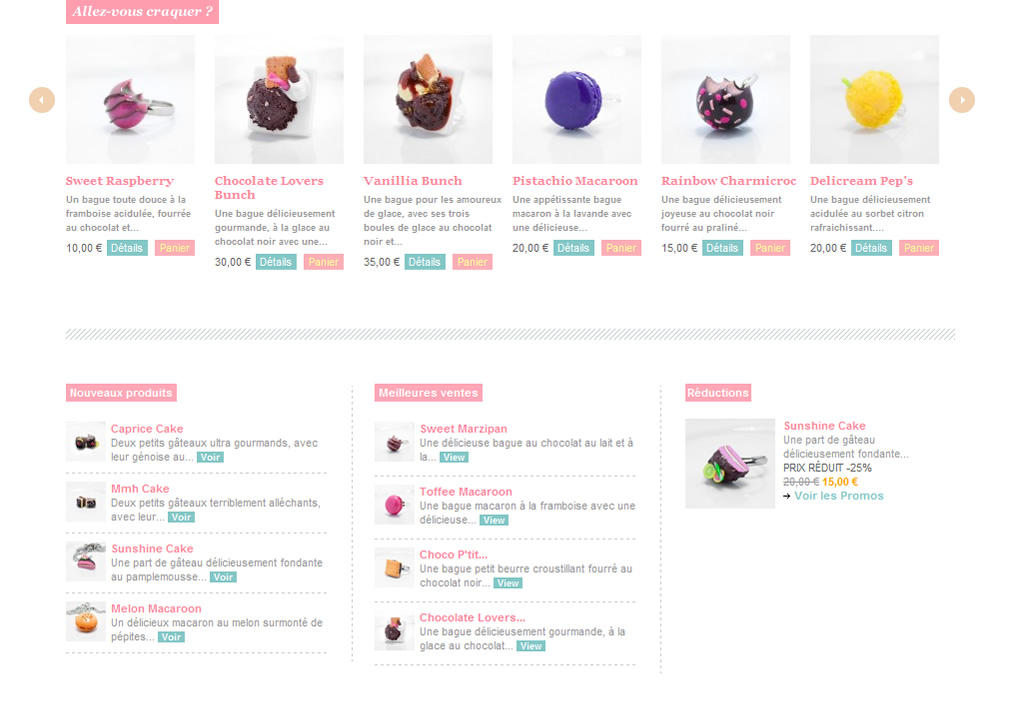 Allez-vous craquer ?
Sweet Raspberry
Un bague toute douce à la
framboise acidulée, fourrée
au chocolat et...
10,00 € Détails Panier
Chocolate Lovers
Bunch
Une bague délicieusement
gourmande, à la glace au
chocolat noir avec une...
30,00 € Détails Panier
Vanillia Bunch
Une bague pour les amoureux
de glace, avec ses trois
boules de glace au chocolat
noir et...
35,00 € Détails Panier
Pistachio Macaroon
Une appétissante bague
macaron à la lavande avec
une délicieuse...
20,00 € Détails Panier
Rainbow Charmicroc
Une bague délicieusement
joyeuse au chocolat noir
fourré au praliné...
15,00 € Détails Panier
Delicream Pep's
Une bague délicieusement
acidulée au sorbet citron
rafraichissant....
20,00 € Détails Panier
Nouveaux produits
Caprice Cake
Deux petits gâteaux ultra gourmands, avec
leur génoise au... Voir
Mmh Cake
Deux petits gâteaux terriblement alléchants,
avec leur... Voir
Sunshine Cake
Une part de gâteau délicieusement fondante
au pamplemousse... Voir
Melon Macaroon
Un délicieux macaron au melon surmonté de
pépites... Voir
Meilleures ventes
Sweet Marzipan
Une délicieuse bague au chocolat au lait et à
la... View
Toffee Macaroon
Une bague macaron à la framboise avec une
délicieuse... View
Choco P'tit...
Une bague petit beurre croustillant fourré au
chocolat noir... View
Chocolate Lovers...
Une bague délicieusement gourmande, à la
glace au chocolat... View
Réductions
Sunshine Cake
Une part de gâteau
délicieusement fondante...
PRIX RÉDUIT -25%
20,00 € 15,00 €
→ Voir les Promos